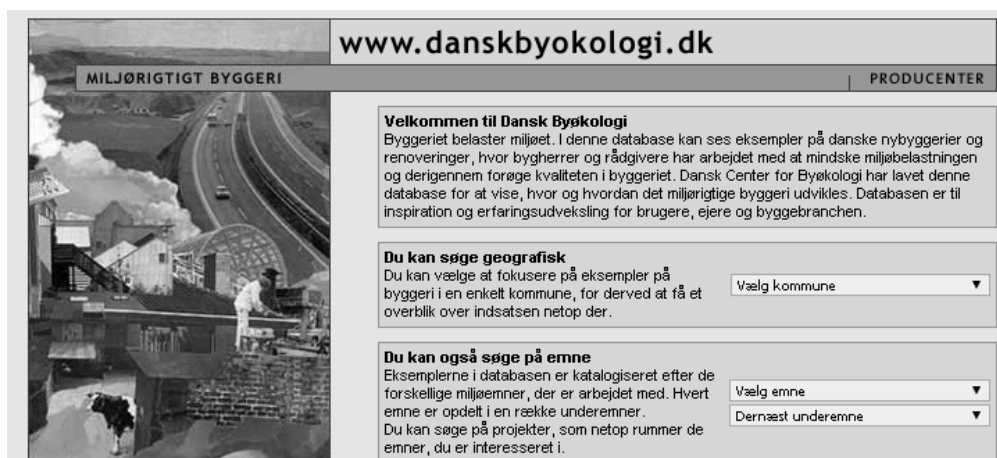 www.danskbyokologi.dk
MILJØRIGTIGT BYGGERI
PRODUCENTER
Velkommen til Dansk Byøkologi
Byggeriet belaster miljøet. I denne database kan ses eksempler på danske nybyggerier og
renoveringer, hvor bygherrer og rådgivere har arbejdet med at mindske miljøbelastningen
og derigennem forøge kvaliteten i byggeriet. Dansk Center for Byøkologi har lavet denne
database for at vise, hvor og hvordan det miljørigtige byggeri udvikles. Databasen er til
inspiration og erfaringsudveksling for brugere, ejere og byggebranchen.
Du kan søge geografisk
Du kan vælge at fokusere på eksempler på
byggeri i en enkelt kommune, for derved at få et
overblik over indsatsen netop der.
Vælg kommune
Du kan også søge på emne
Eksemplerne i databasen er katalogiseret efter de
forskellige miljøemner, der er arbejdet med. Hvert
emne er opdelt i en række underemner.
Du kan søge på projekter, som netop rummer de
emner, du er interesseret i.
Vælg emne
Dernæst underemne